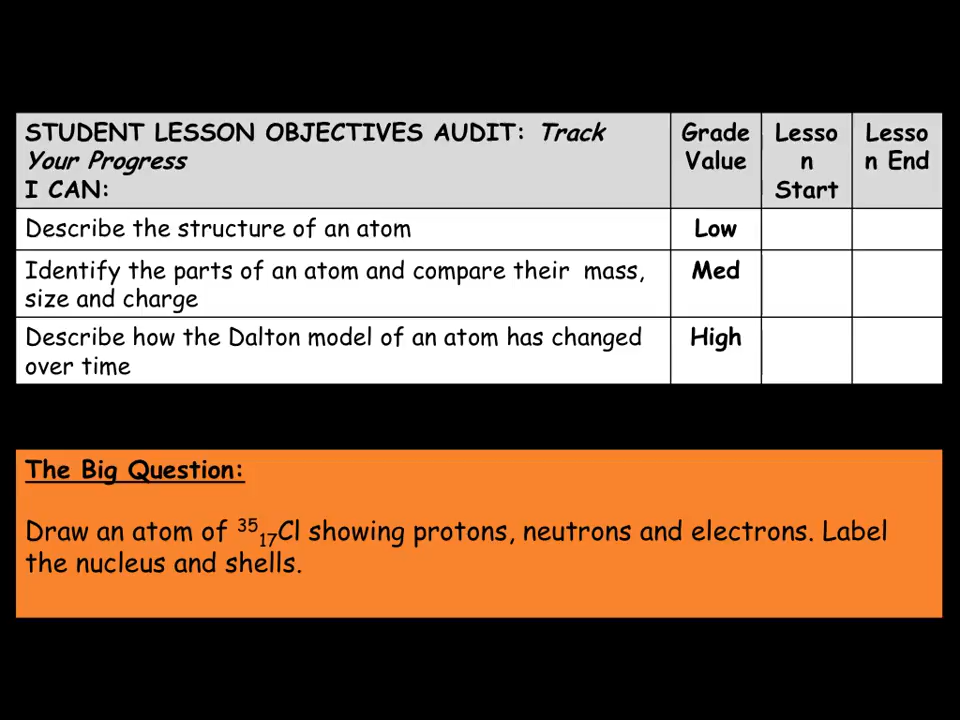 STUDENT LESSON OBJECTIVES AUDIT: Track
Your Progress
I CAN:
Grade
Value
Lesso
n
Start
Lesso
n End
Describe the structure of an atom
Low
Identify the parts of an atom and compare their mass,
size and charge
Med
Describe how the Dalton model of an atom has changed
over time
High
The Big Question:
Draw an atom of ³⁵₁₇Cl showing protons, neutrons and electrons. Label
the nucleus and shells.